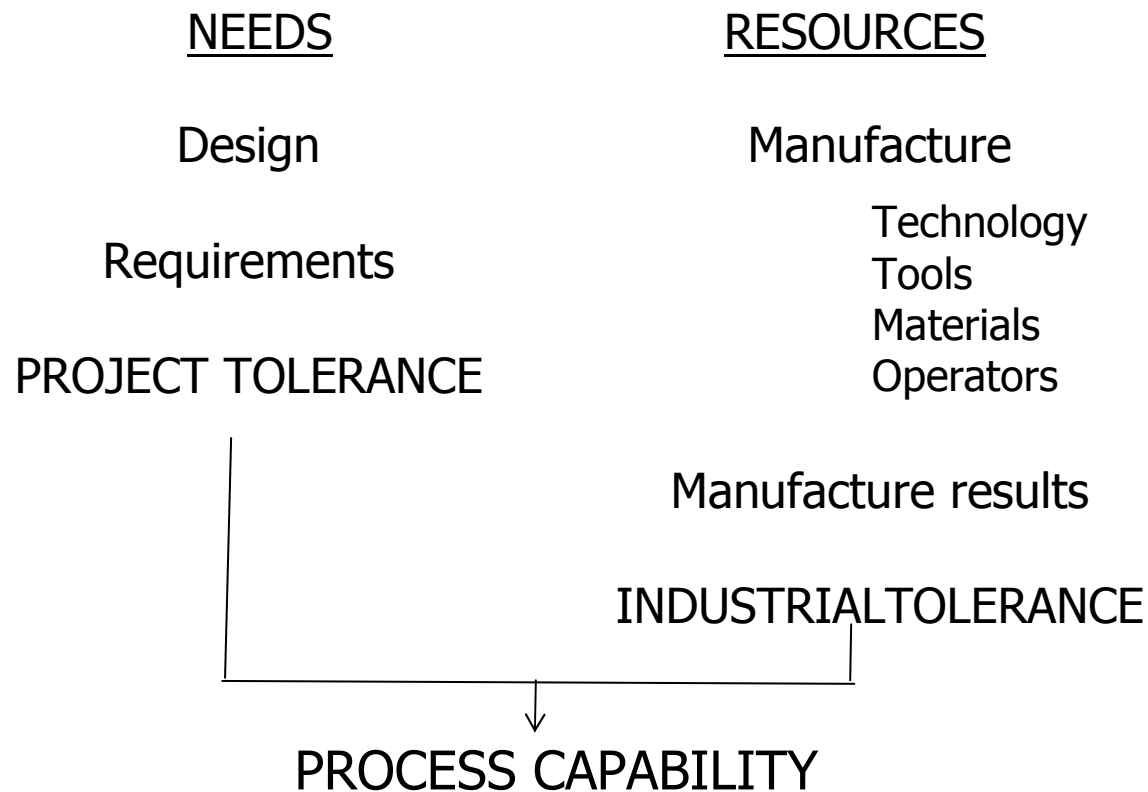 NEEDS
Design
Requirements
PROJECT TOLERANCE
RESOURCES
Manufacture
Technology
Tools
Materials
Operators
Manufacture results
INDUSTRIALTOLERANCE
PROCESS CAPABILITY